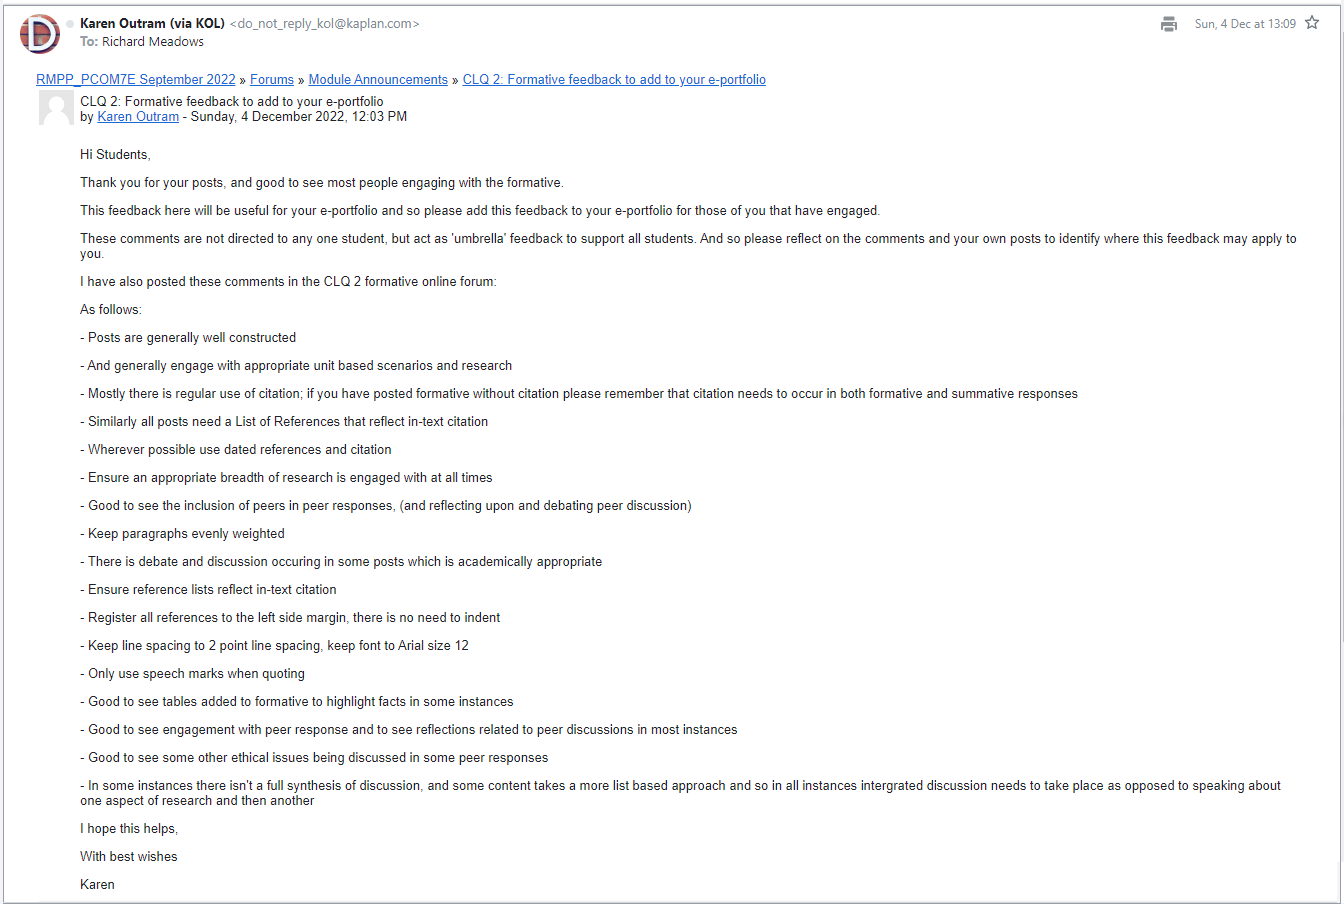 Karen Outram (via KOL) <do_not_reply_kol@kaplan.com>
Sun, 4 Dec at 13:09
To: Richard Meadows
RMPP_PCOM7E September 2022 » Forums » Module Announcements » CLQ 2: Formative feedback to add to your e-portfolio
CLQ 2: Formative feedback to add to your e-portfolio
by Karen Outram - Sunday, 4 December 2022, 12:03 PM
Hi Students,
Thank you for your posts, and good to see most people engaging with the formative.
This feedback here will be useful for your e-portfolio and so please add this feedback to your e-portfolio for those of you that have engaged.
These comments are not directed to any one student, but act as 'umbrella' feedback to support all students. And so please reflect on the comments and your own posts to identify where this feedback may apply to
you.
I have also posted these comments in the CLQ 2 formative online forum:
As follows:
- Posts are generally well constructed
- And generally engage with appropriate unit based scenarios and research
- Mostly there is regular use of citation; if you have posted formative without citation please remember that citation needs to occur in both formative and summative responses
- Similarly all posts need a List of References that reflect in-text citation
- Wherever possible use dated references and citation
- Ensure an appropriate breadth of research is engaged with at all times
- Good to see the inclusion of peers in peer responses, (and reflecting upon and debating peer discussion)
- Keep paragraphs evenly weighted
- There is debate and discussion occuring in some posts which is academically appropriate
- Ensure reference lists reflect in-text citation
- Register all references to the left side margin, there is no need to indent
- Keep line spacing to 2 point line spacing, keep font to Arial size 12
- Only use speech marks when quoting
- Good to see tables added to formative to highlight facts in some instances
- Good to see engagement with peer response and to see reflections related to peer discussions in most instances
- Good to see some other ethical issues being discussed in some peer responses
- In some instances there isn't a full synthesis of discussion, and some content takes a more list based approach and so in all instances intergrated discussion needs to take place as opposed to speaking about
one aspect of research and then another
I hope this helps,
With best wishes
Karen